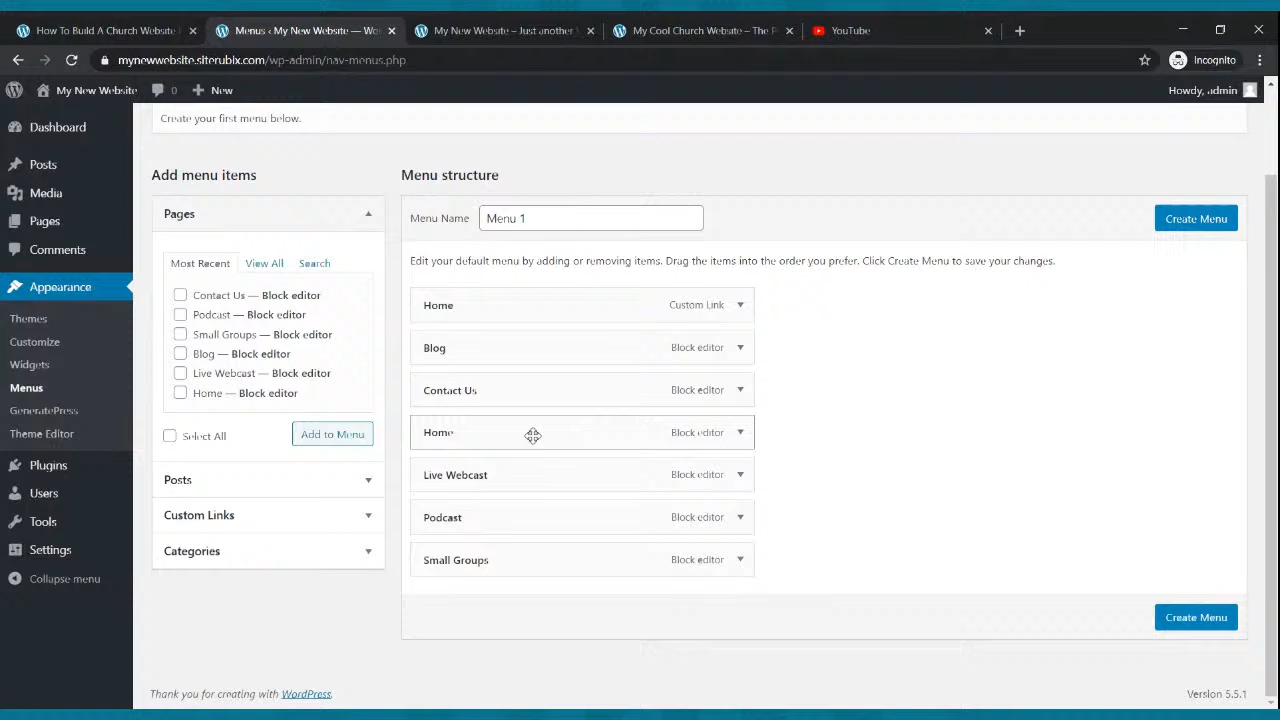 How To Build A Church Website
Menus ‹ My New Website — Wo
My New Website – Just another
My Cool Church Website – The P
YouTube
mynewwebsite.siterubix.com/wp-admin/nav-menus.php
Incognito
My New Website
0
New
Howdy, admin
Dashboard
Posts
Media
Pages
Comments
Appearance
Themes
Customize
Widgets
Menus
GeneratePress
Theme Editor
Plugins
Users
Tools
Settings
Collapse menu
Create your first menu below.
Add menu items
Pages
Most Recent View All Search
Contact Us — Block editor
Podcast — Block editor
Small Groups — Block editor
Blog — Block editor
Live Webcast — Block editor
Home — Block editor
Select All
Add to Menu
Posts
Custom Links
Categories
Menu structure
Menu Name Menu 1
Create Menu
Edit your default menu by adding or removing items. Drag the items into the order you prefer. Click Create Menu to save your changes.
Home Custom Link
Blog Block editor
Contact Us Block editor
Home Block editor
Live Webcast Block editor
Podcast Block editor
Small Groups Block editor
Create Menu
Thank you for creating with WordPress.
Version 5.5.1